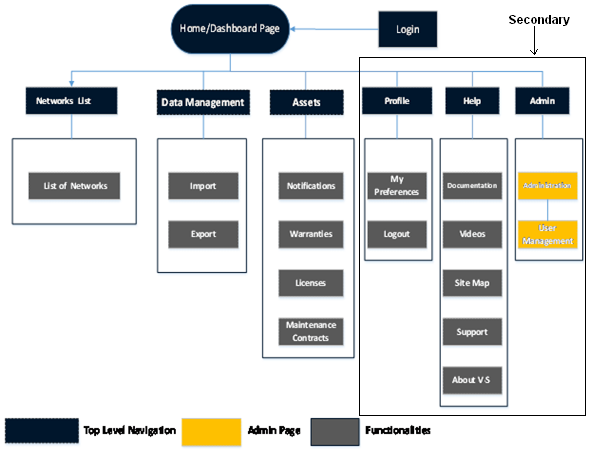 Secondary
Home/Dashboard Page
Login
Networks List
Data Management
Assets
Profile
Help
Admin
List of Networks
Import
Export
Notifications
Warranties
Licenses
Maintenance
Contracts
My
Preferences
Logout
Documentation
Videos
Site Map
Support
About V-S
Administration
User
Management
Top Level Navigation
Admin Page
Functionalities